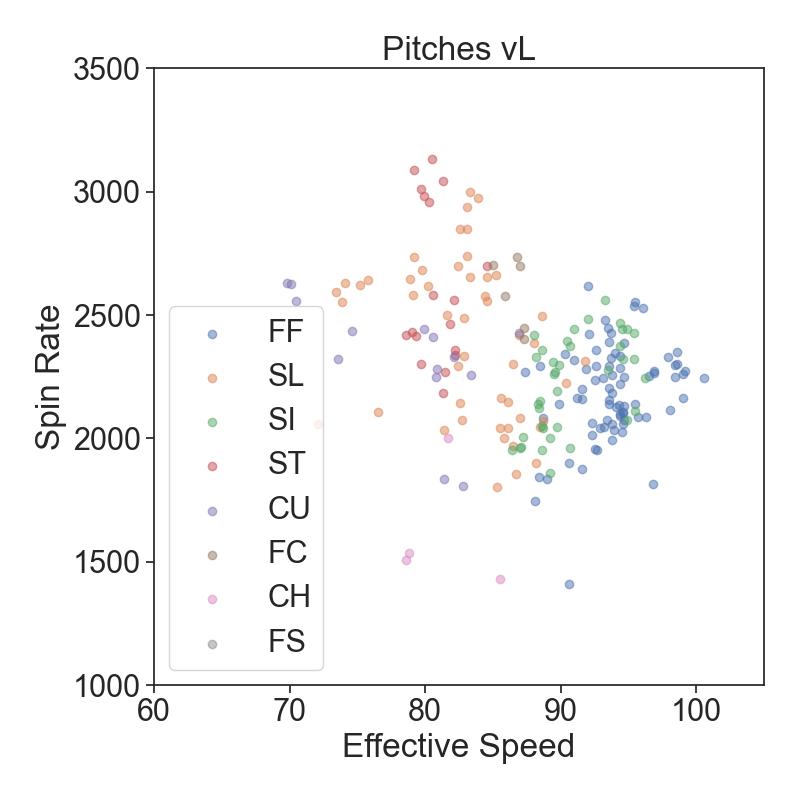 Pitches vL
3500
3000
2500
2000
1500
1000
Spin Rate
FF
SL
SI
ST
CU
FC
CH
FS
60 70 80 90 100
Effective Speed